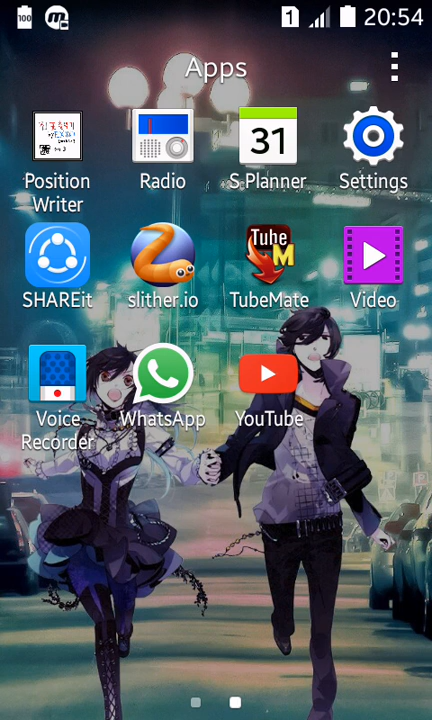 100
1
20:54
Apps
31
Position
Writer
Radio
S Planner
Settings
Tube
M
SHAREit
slither.io
TubeMate
Video
Voice
Recorder
WhatsApp
YouTube